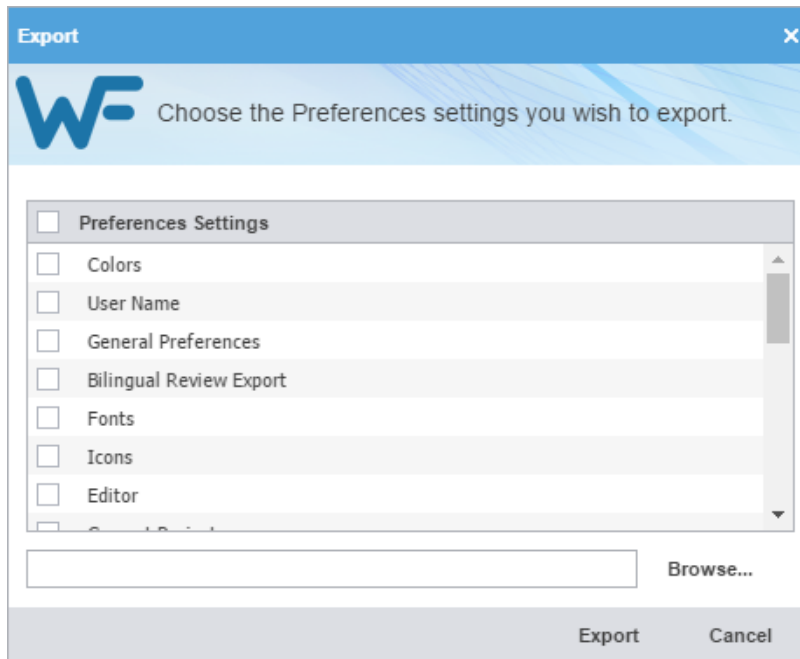 Export
WF Choose the Preferences settings you wish to export.
Preferences Settings
Colors
User Name
General Preferences
Bilingual Review Export
Fonts
Icons
Editor
Browse...
Export Cancel